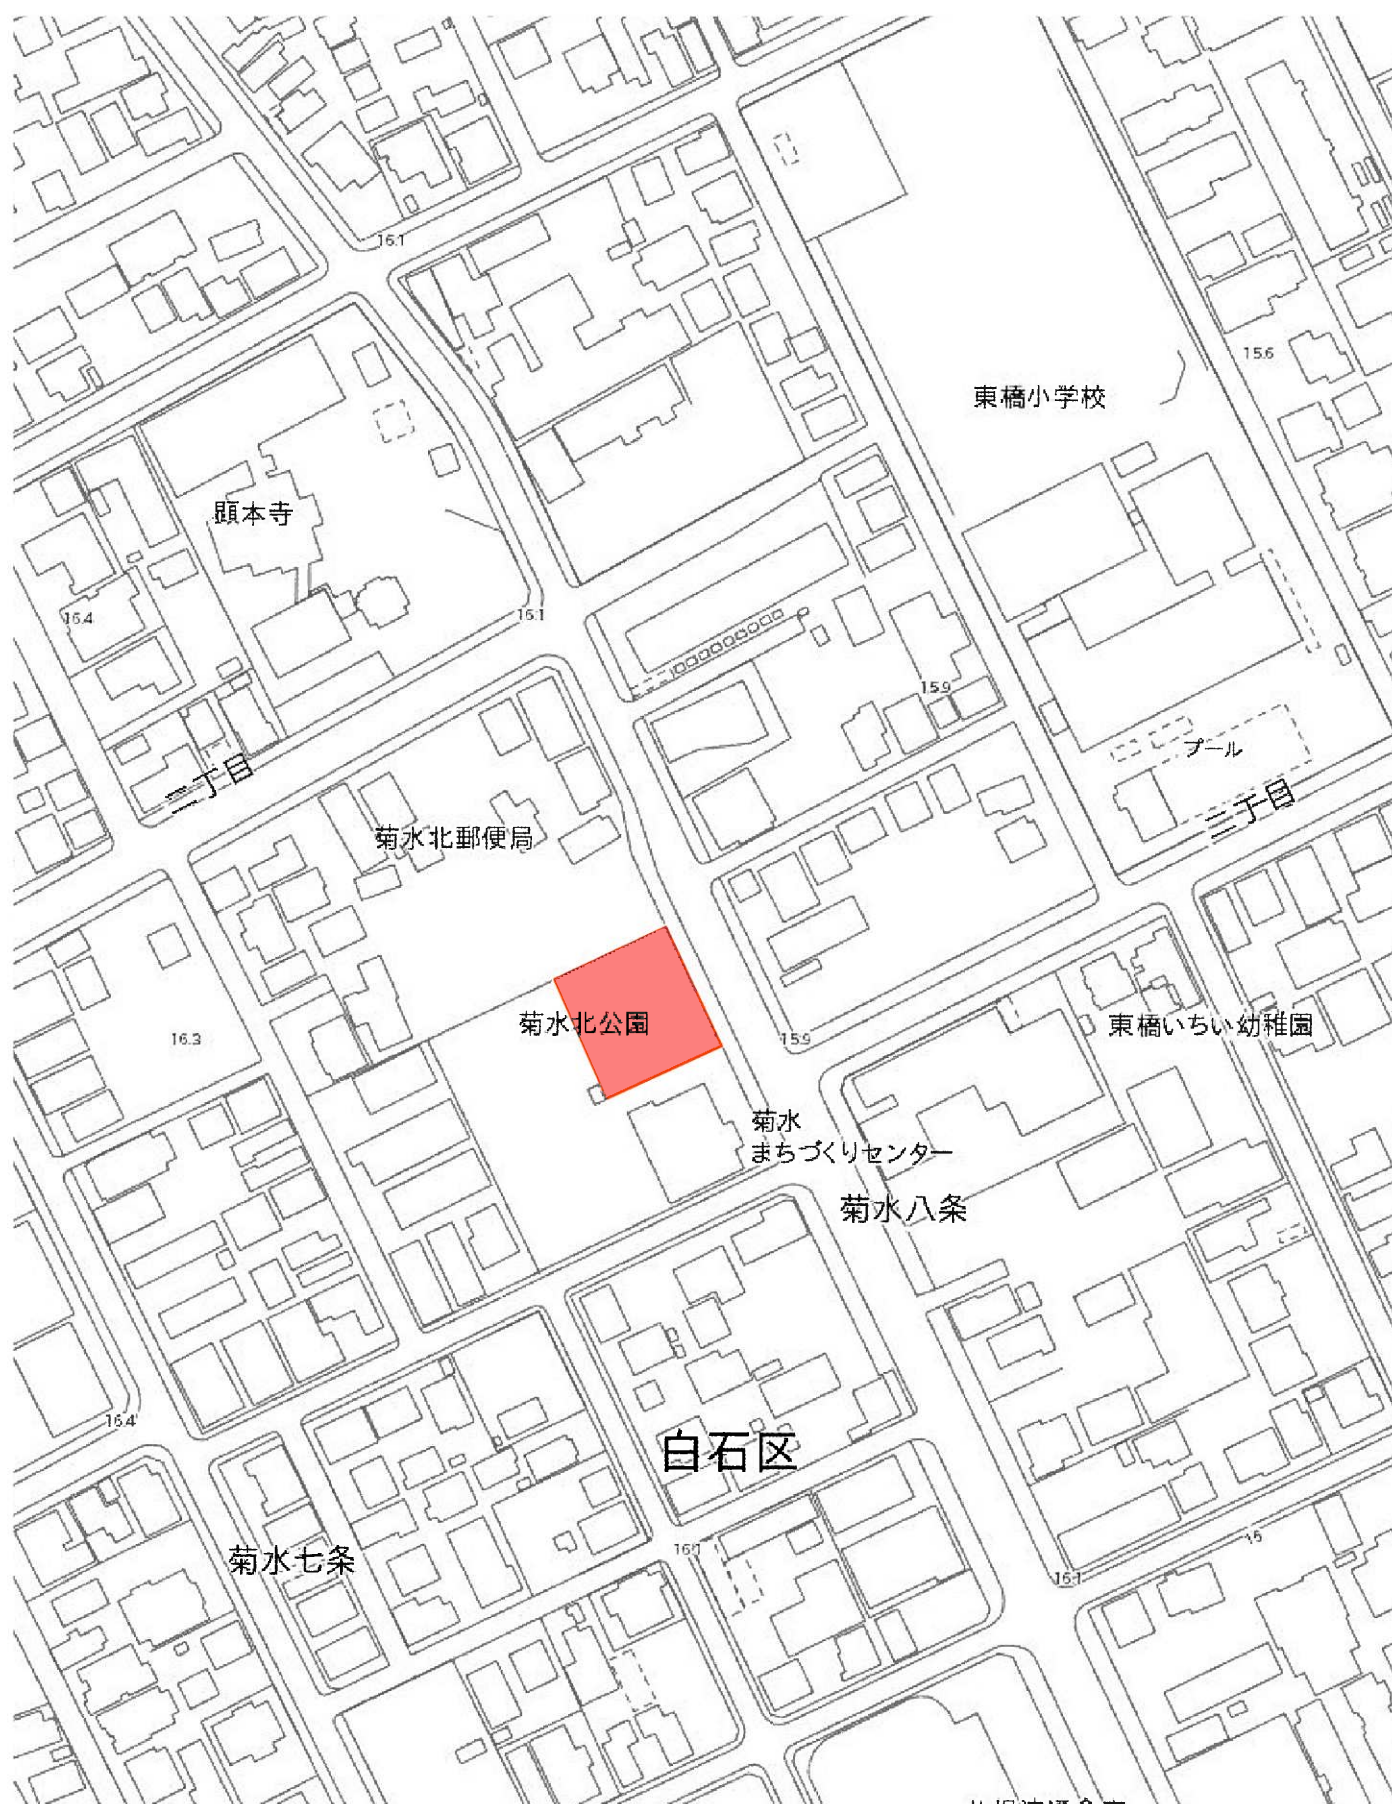 16.1
15.6
東橋小学校
顕本寺
16.4
16.1
15.9
プール
二丁目
三丁目
菊水北郵便局
菊水北公園
東橋いちい幼稚園
16.3
15.9
菊水
まちづくりセンター
菊水八条
16.4
白石区
16.1
菊水七条
16.1